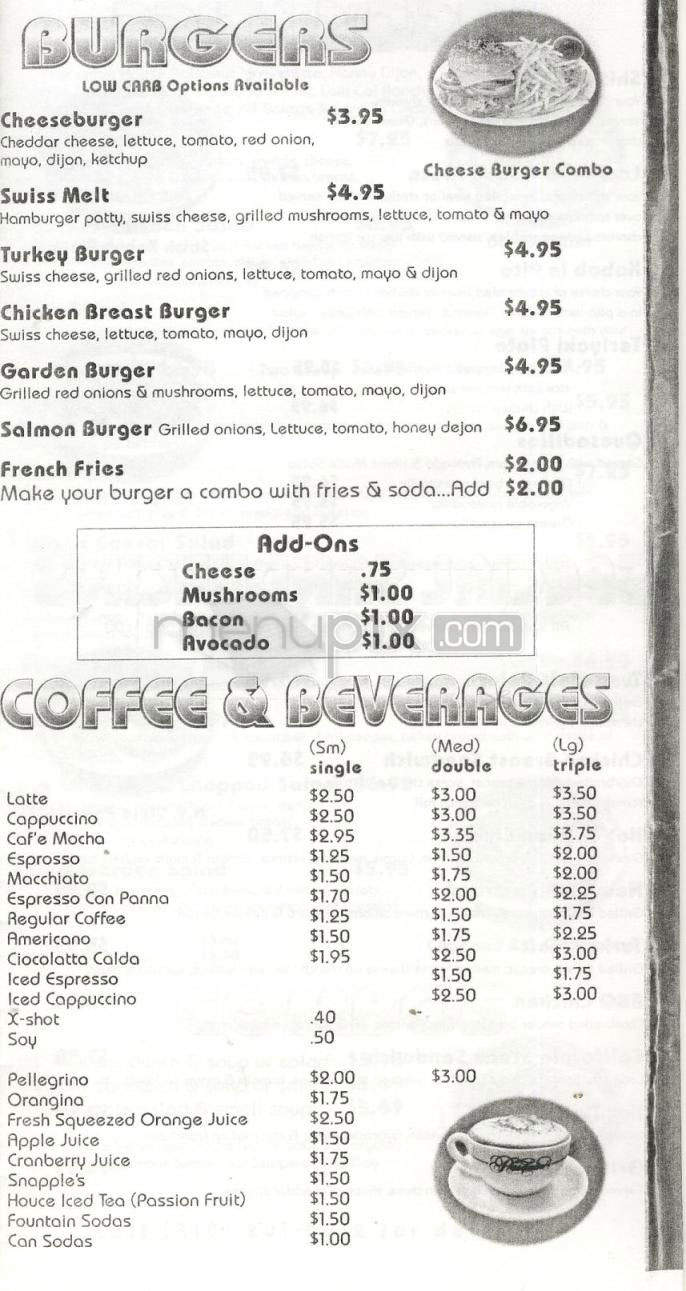 BURGERS
LOW CARB Options Available
Cheeseburger $3.95
Cheddar cheese, lettuce, tomato, red onion,
mayo, dijon, ketchup
Cheese Burger Combo
Swiss Melt $4.95
Hamburger patty, swiss cheese, grilled mushrooms, lettuce, tomato & mayo
Turkey Burger $4.95
Swiss cheese, grilled red onions, lettuce, tomato, mayo & dijon
Chicken Breast Burger $4.95
Swiss cheese, lettuce, tomato, mayo, dijon
Garden Burger $4.95
Grilled red onions & mushrooms, lettuce, tomato, mayo, dijon
Salmon Burger Grilled onions, Lettuce, tomato, honey dejon $6.95
French Fries $2.00
Make your burger a combo with fries & soda...Add $2.00
Add-Ons
Cheese .75
Mushrooms $1.00
Bacon $1.00
menupix.com
Avocado $1.00
COFFEE & BEVERAGES
(Sm) (Med) (Lg)
single double triple
Latte $2.50 $3.00 $3.50
Cappuccino $2.50 $3.00 $3.50
Caf'e Mocha $2.95 $3.35 $3.75
Esprosso $1.25 $1.50 $2.00
Macchiato $1.50 $1.75 $2.00
Espresso Con Panna $1.70 $2.00 $2.25
Regular Coffee $1.25 $1.50 $1.75
Americano $1.50 $1.75 $2.25
Ciocolatta Calda $1.95 $2.50 $3.00
Iced Espresso $1.50 $1.75
Iced Cappuccino $2.50 $3.00
X-shot .40
Soy .50
Pellegrino $2.00 $3.00
Orangina $1.75
Fresh Squeezed Orange Juice $2.50
Apple Juice $1.50
Cranberry Juice $1.75
Snapple's $1.50
Houce Iced Tea (Passion Fruit) $1.50
Fountain Sodas $1.50
Can Sodas $1.00